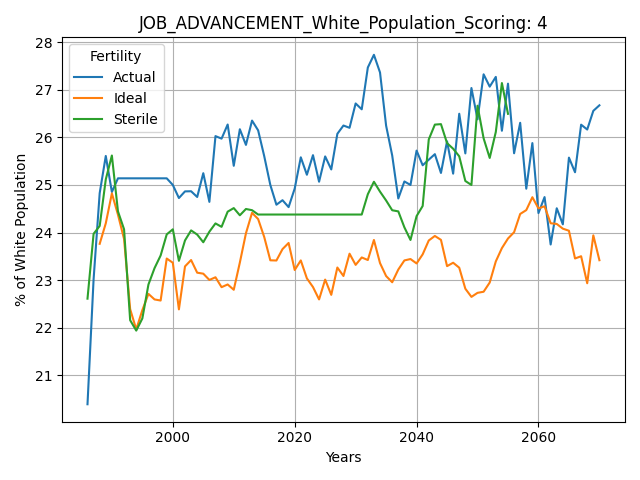 JOB_ADVANCEMENT_White_Population_Scoring: 4
Fertility
Actual
Ideal
Sterile
% of White Population
28
27
26
25
24
23
22
21
2000 2020 2040 2060
Years